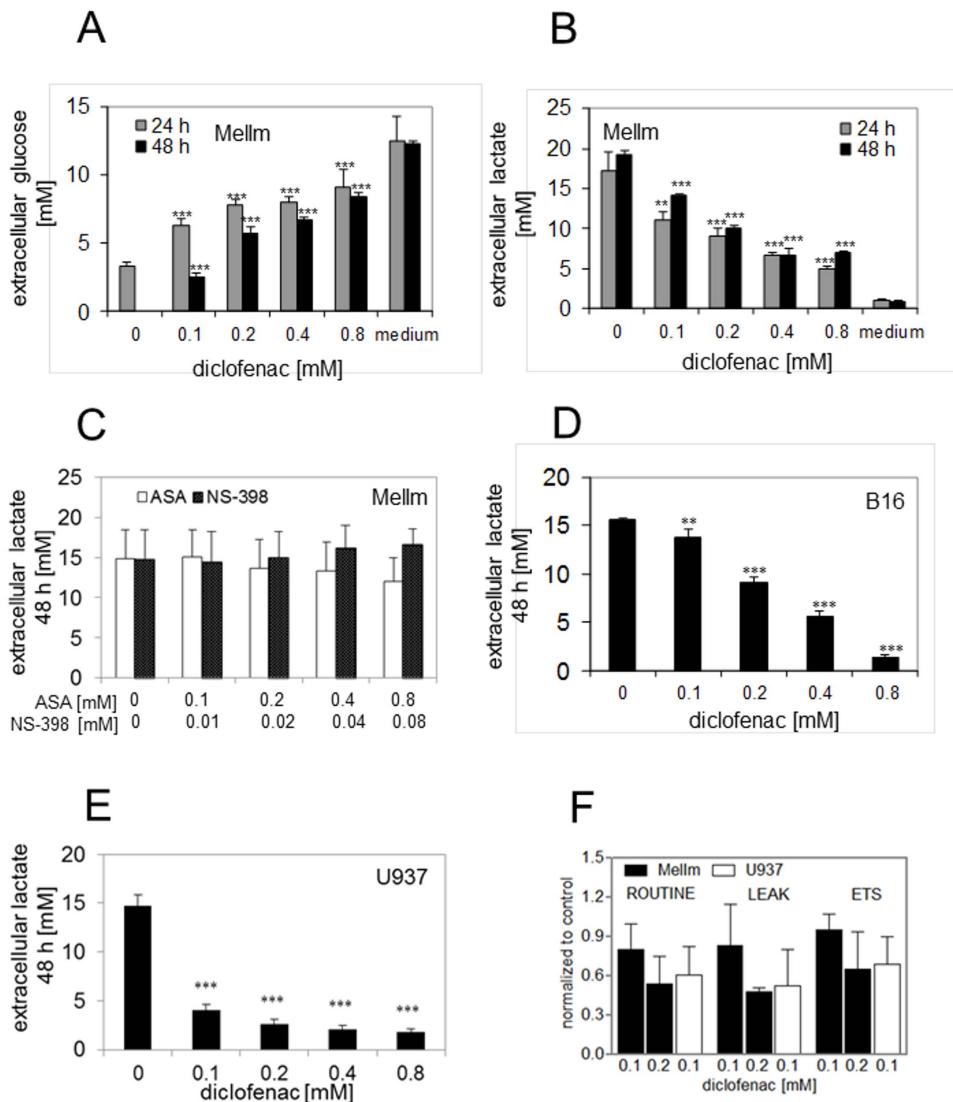 A
extracellular glucose
[mM]
15
10
5
0
24 h
48 h
MelIm
***
***
***
***
***
***
***
***
0
0.1
0.2
0.4
0.8
medium
diclofenac [mM]
B
extracellular lactate
[mM]
25
20
15
10
5
0
MelIm
24 h
48 h
**
***
***
***
***
***
***
***
0
0.1
0.2
0.4
0.8
medium
diclofenac [mM]
C
extracellular lactate
48 h [mM]
25
20
15
10
5
0
ASA
NS-398
MelIm
ASA [mM] 0 0.1 0.2 0.4 0.8
NS-398 [mM] 0 0.01 0.02 0.04 0.08
D
extracellular lactate
48 h [mM]
20
15
10
5
0
B16
**
***
***
***
0
0.1
0.2
0.4
0.8
diclofenac [mM]
E
extracellular lactate
48 h [mM]
20
15
10
5
0
U937
***
***
***
***
0
0.1
0.2
0.4
0.8
diclofenac [mM]
F
normalized to control
1.5
1.2
0.9
0.6
0.3
0.0
MelIm
U937
ROUTINE
LEAK
ETS
0.1 0.2 0.1 0.1 0.2 0.1 0.1 0.2 0.1
diclofenac [mM]